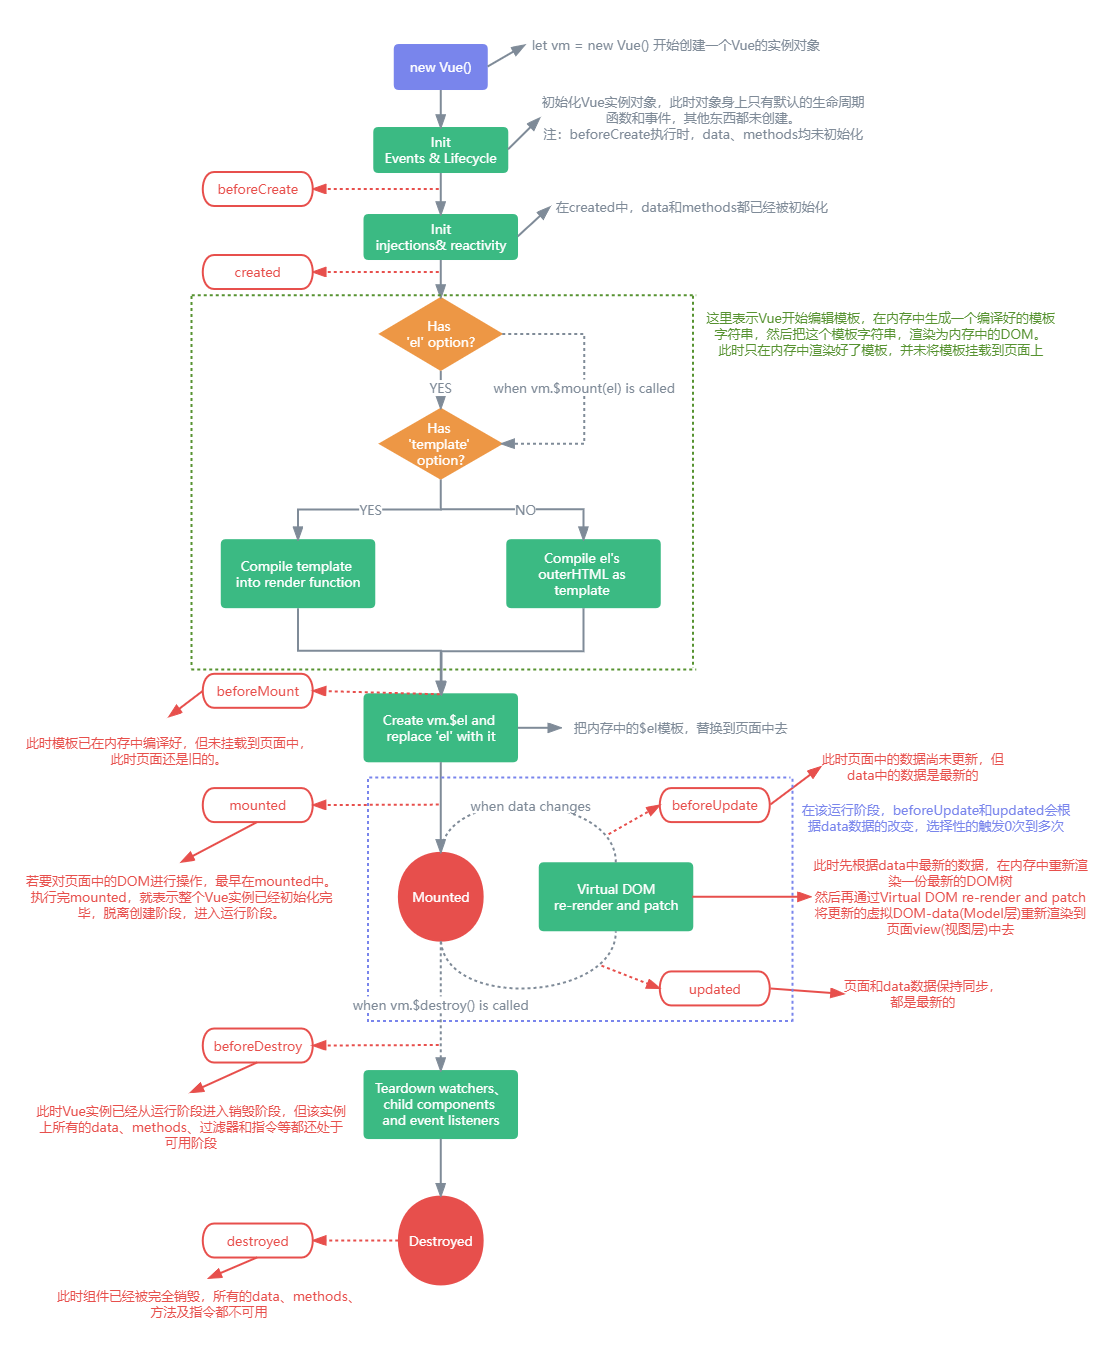 let vm = new Vue() 开始创建一个Vue的实例对象
new Vue()
初始化Vue实例对象，此时对象身上只有默认的生命周期
函数和事件，其他东西都未创建。
注：beforeCreate执行时，data、methods均未初始化
Init
Events & Lifecycle
beforeCreate
在created中，data和methods都已经被初始化
Init
injections& reactivity
created
这里表示Vue开始编辑模板，在内存中生成一个编译好的模板
字符串，然后把这个模板字符串，渲染为内存中的DOM。
此时只在内存中渲染好了模板，并未将模板挂载到页面上
Has
'el' option?
YES
when vm.$mount(el) is called
Has
'template'
option?
YES
NO
Compile template
into render function
Compile el's
outerHTML as
template
beforeMount
Create vm.$el and
replace 'el' with it
把内存中的$el模板，替换到页面中去
此时模板已在内存中编译好，但未挂载到页面中，
此时页面还是旧的。
此时页面中的数据尚未更新，但
data中的数据是最新的
mounted
when data changes
beforeUpdate
在该运行阶段，beforeUpdate和updated会根
据data数据的改变，选择性的触发0次到多次
若要对页面中的DOM进行操作，最早在mounted中。
执行完mounted，就表示整个Vue实例已经初始化完
毕，脱离创建阶段，进入运行阶段。
Mounted
Virtual DOM
re-render and patch
此时先根据data中最新的数据，在内存中重新渲
染一份最新的DOM树
然后再通过Virtual DOM re-render and patch
将更新的虚拟DOM-data(Model层)重新渲染到
页面view(视图层)中去
updated
页面和data数据保持同步，
都是最新的
when vm.$destroy() is called
beforeDestroy
此时Vue实例已经从运行阶段进入销毁阶段，但该实例
上所有的data、methods、过滤器和指令等都还处于
可用阶段
Teardown watchers、
child components
and event listeners
destroyed
Destroyed
此时组件已经被完全销毁，所有的data、methods、
方法及指令都不可用